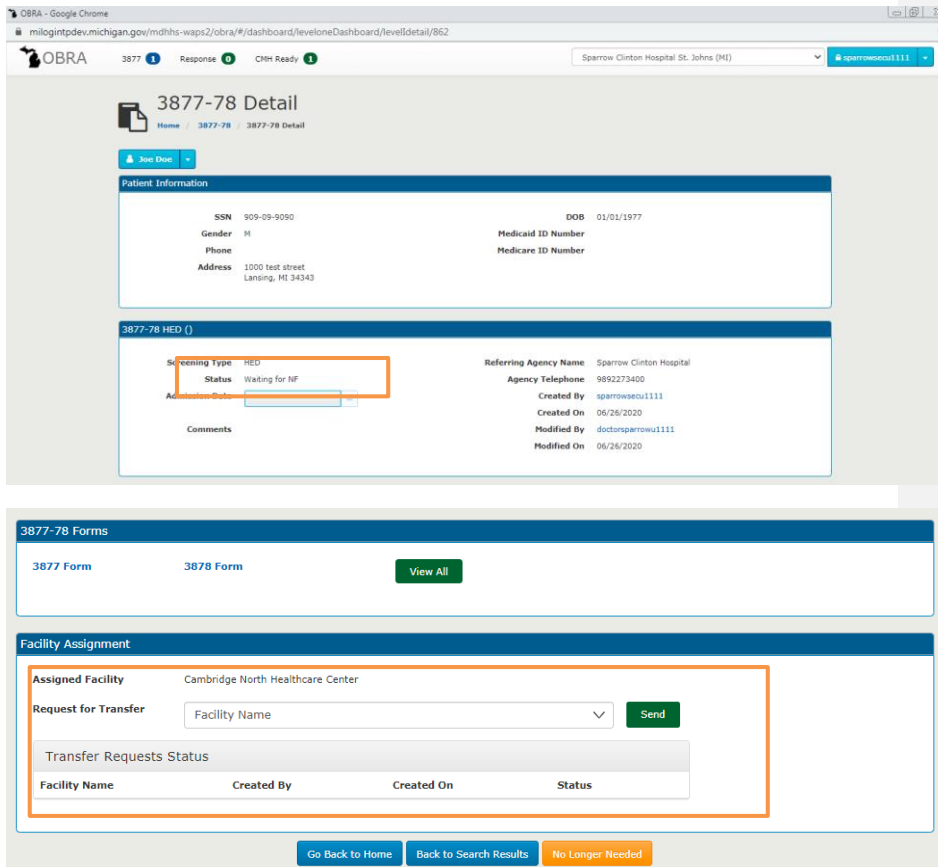 OBRA - Google Chrome
milogintpdev.michigan.gov/mdhhs-waps2/obra/#/dashboard/leveloneDashboard/levelIdetail/862
OBRA 3877 1 Response 0 CMH Ready 1 Sparrow Clinton Hospital St. Johns (MI) sparrowsecu1111
3877-78 Detail
Home / 3877-78 / 3877-78 Detail
Joe Doe
Patient Information
SSN 909-09-9090 DOB 01/01/1977
Gender M Medicaid ID Number
Phone Medicare ID Number
Address 1000 test street
Lansing, MI 34343
3877-78 HED ()
Screening Type HED Referring Agency Name Sparrow Clinton Hospital
Status Waiting for NF Agency Telephone 9892273400
Admission Date Created By sparrowsecu1111
Created On 06/26/2020
Comments Modified By doctorsparrowu1111
Modified On 06/26/2020
3877-78 Forms
3877 Form 3878 Form View All
Facility Assignment
Assigned Facility Cambridge North Healthcare Center
Request for Transfer Facility Name Send
Transfer Requests Status
Facility Name Created By Created On Status
Go Back to Home Back to Search Results No Longer Needed